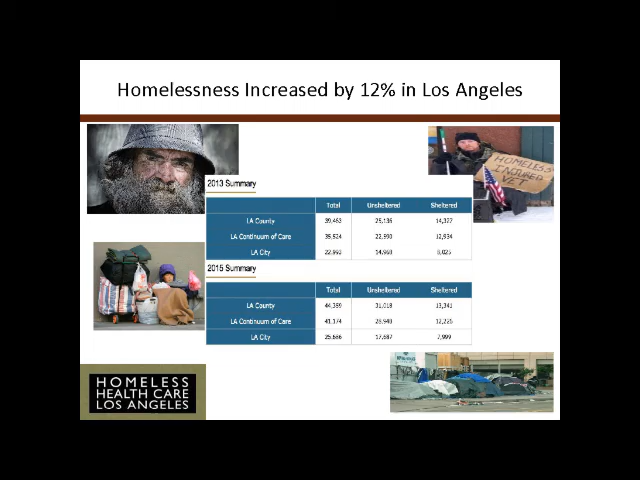 Homelessness Increased by 12% in Los Angeles
HOMELESS
INJURED
VET
2013 Summary
Total Unsheltered Sheltered
LA County 39,463 25,136 14,327
LA Continuum of Care 35,524 22,590 12,934
LA City 22,993 14,968 8,025
2015 Summary
Total Unsheltered Sheltered
LA County 44,359 31,018 13,341
LA Continuum of Care 41,174 28,948 12,226
LA City 25,686 17,687 7,999
HOMELESS
HEALTH CARE
LOS ANGELES